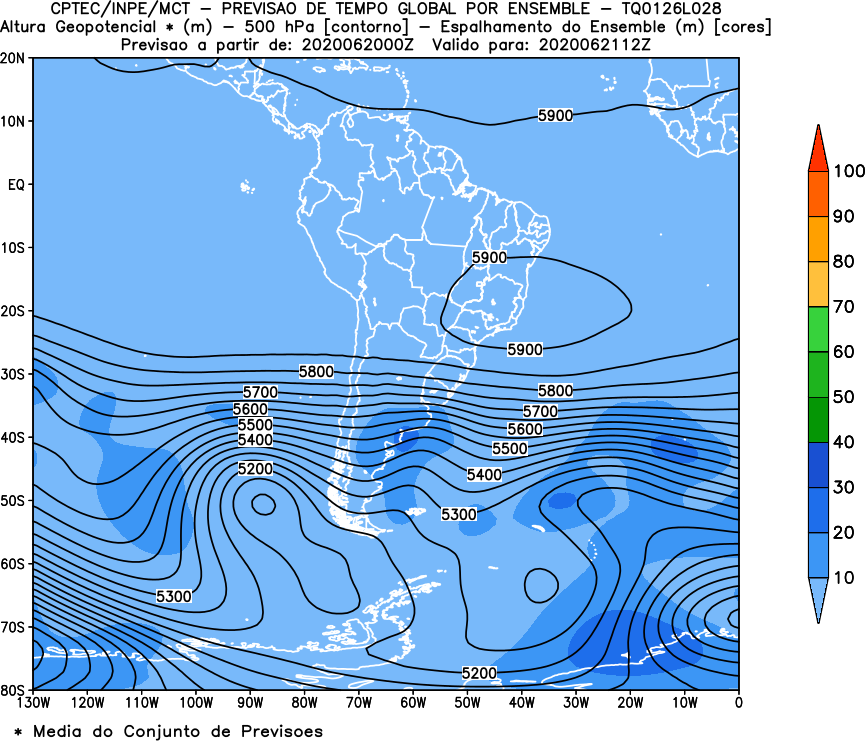 CPTEC/INPE/MCT – PREVISAO DE TEMPO GLOBAL POR ENSEMBLE – TQ0126L028
Altura Geopotencial * (m) – 500 hPa [contorno] – Espalhamento do Ensemble (m) [cores]
Previsao a partir de: 2020062000Z Valido para: 2020062112Z
20N
5900
10N
100
EQ
90
10S
5900
80
70
20S
5900
60
30S
5800
5800
50
5700
5600
5700
5500
5600
40S
5400
5500
40
5200
5400
30
50S
5300
20
60S
10
5300
70S
5200
80S
130W 120W 110W 100W 90W 80W 70W 60W 50W 40W 30W 20W 10W 0
* Media do Conjunto de Previsoes